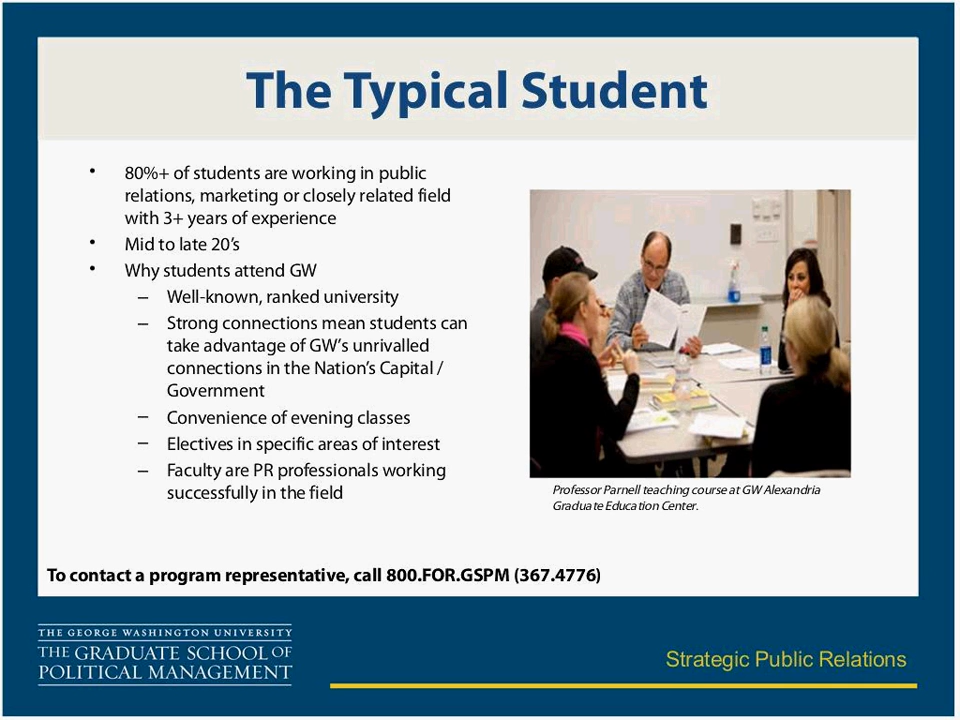 The Typical Student
• 80%+ of students are working in public
relations, marketing or closely related field
with 3+ years of experience
• Mid to late 20’s
• Why students attend GW
– Well-known, ranked university
– Strong connections mean students can
take advantage of GW’s unrivalled
connections in the Nation’s Capital /
Government
– Convenience of evening classes
– Electives in specific areas of interest
– Faculty are PR professionals working
successfully in the field
Professor Parnell teaching course at GW Alexandria
Graduate Education Center.
To contact a program representative, call 800.FOR.GSPM (367.4776)
THE GEORGE WASHINGTON UNIVERSITY
THE GRADUATE SCHOOL OF
POLITICAL MANAGEMENT
Strategic Public Relations